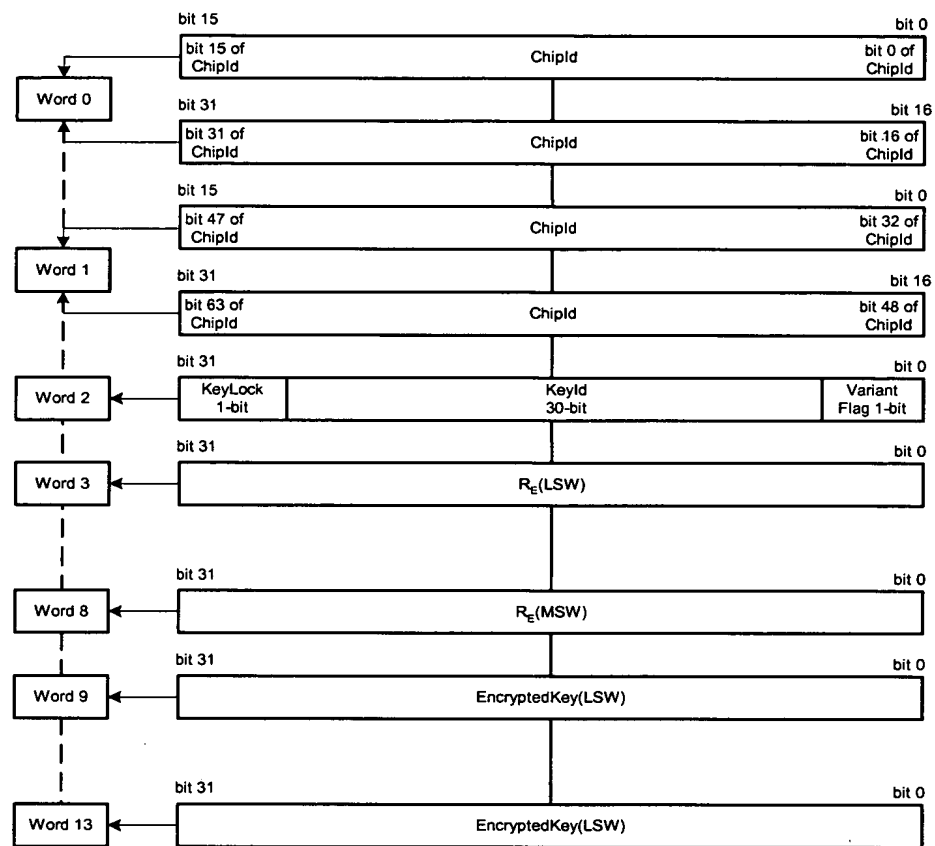 bit 15 bit 0
bit 15 of ChipId ChipId bit 0 of ChipId
Word 0
bit 31 bit 16
bit 31 of ChipId ChipId bit 16 of ChipId
bit 15 bit 0
bit 47 of ChipId ChipId bit 32 of ChipId
Word 1
bit 31 bit 16
bit 63 of ChipId ChipId bit 48 of ChipId
bit 31 bit 0
Word 2
KeyLock 1-bit
KeyId 30-bit
Variant Flag 1-bit
bit 31 bit 0
Word 3 R_E(LSW)
bit 31 bit 0
Word 8 R_E(MSW)
bit 31 bit 0
Word 9 EncryptedKey(LSW)
bit 31 bit 0
Word 13 EncryptedKey(LSW)